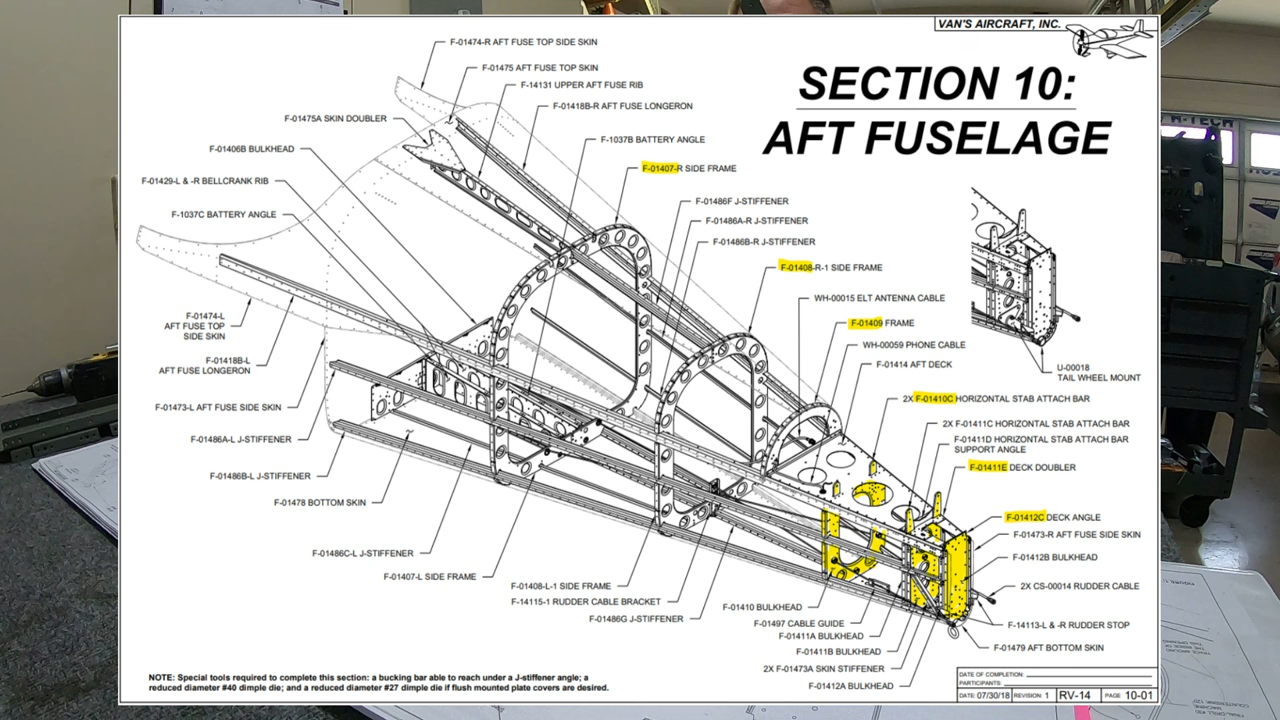 VAN'S AIRCRAFT, INC.
SECTION 10:
AFT FUSELAGE
F-01474-R AFT FUSE TOP SIDE SKIN
F-01475 AFT FUSE TOP SKIN
F-14131 UPPER AFT FUSE RIB
F-01418B-R AFT FUSE LONGERON
F-01475A SKIN DOUBLER
F-1037B BATTERY ANGLE
F-01406B BULKHEAD
F-01407-R SIDE FRAME
F-01429-L & -R BELLCRANK RIB
F-01486F J-STIFFENER
F-1037C BATTERY ANGLE
F-01486A-R J-STIFFENER
F-01486B-R J-STIFFENER
F-01408-R-1 SIDE FRAME
WH-00015 ELT ANTENNA CABLE
F-01474-L
AFT FUSE TOP
SIDE SKIN
F-01409 FRAME
WH-00059 PHONE CABLE
F-01418B-L
AFT FUSE LONGERON
F-01414 AFT DECK
U-00018
TAIL WHEEL MOUNT
2X F-01410C HORIZONTAL STAB ATTACH BAR
F-01473-L AFT FUSE SIDE SKIN
2X F-01411C HORIZONTAL STAB ATTACH BAR
F-01411D HORIZONTAL STAB ATTACH BAR
SUPPORT ANGLE
F-01486A-L J-STIFFENER
F-01411E DECK DOUBLER
F-01486B-L J-STIFFENER
F-01478 BOTTOM SKIN
F-01412C DECK ANGLE
F-01473-R AFT FUSE SIDE SKIN
F-01486C-L J-STIFFENER
F-01412B BULKHEAD
F-01407-L SIDE FRAME
F-01408-L-1 SIDE FRAME
2X CS-00014 RUDDER CABLE
F-14115-1 RUDDER CABLE BRACKET
F-01410 BULKHEAD
F-01486G J-STIFFENER
F-01497 CABLE GUIDE
F-14113-L & -R RUDDER STOP
F-01411A BULKHEAD
F-01411B BULKHEAD
F-01479 AFT BOTTOM SKIN
2X F-01473A SKIN STIFFENER
F-01412A BULKHEAD
NOTE: Special tools required to complete this section: a bucking bar able to reach under a J-stiffener angle; a
reduced diameter #40 dimple die; and a reduced diameter #27 dimple die if flush mounted plate covers are desired.
DATE OF COMPLETION:
PARTICIPANTS:
DATE: 07/30/18 REVISION: 1 RV-14 PAGE 10-01